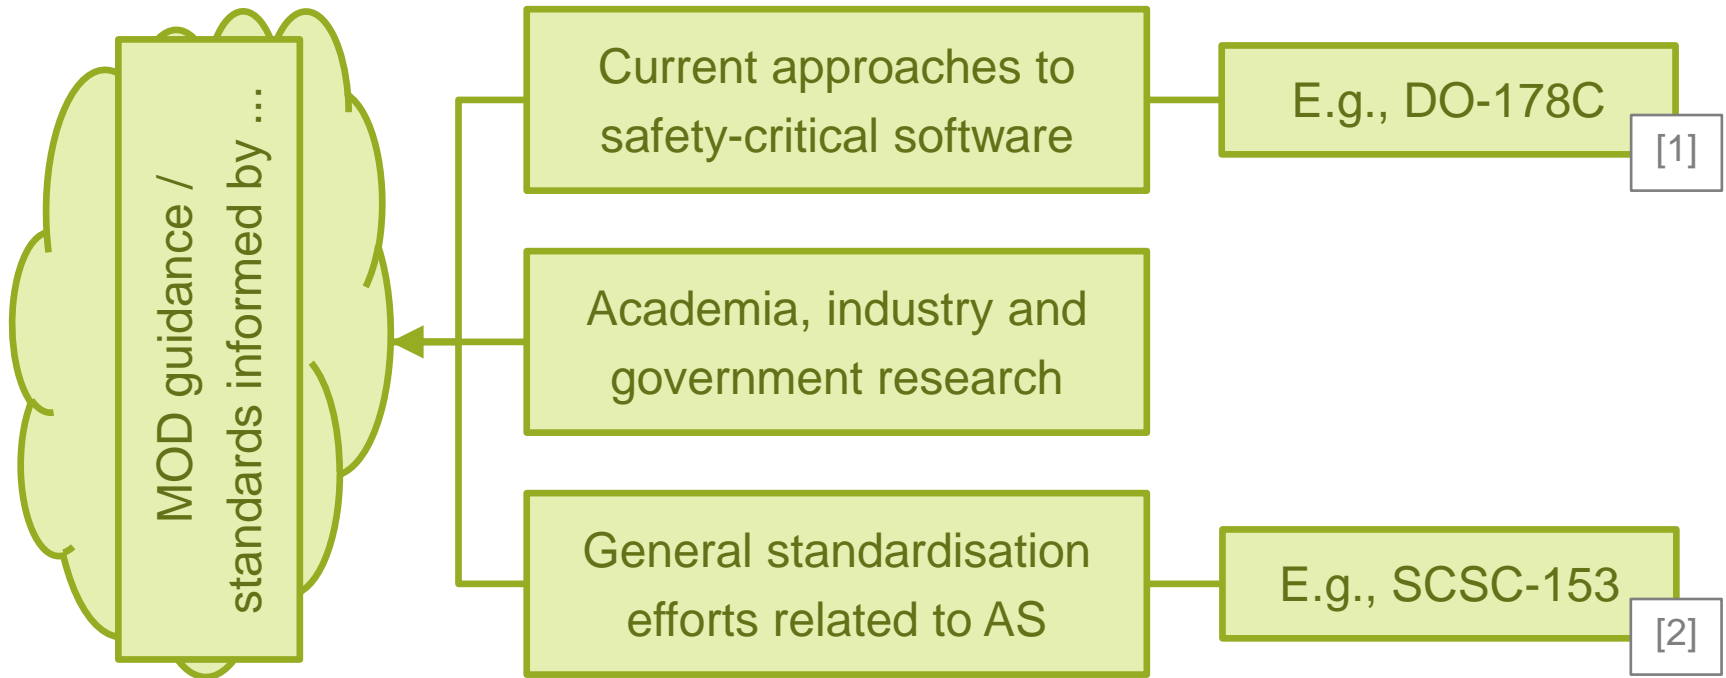 MOD guidance /
standards informed by ...
Current approaches to
safety-critical software
E.g., DO-178C
[1]
Academia, industry and
government research
General standardisation
efforts related to AS
E.g., SCSC-153
[2]